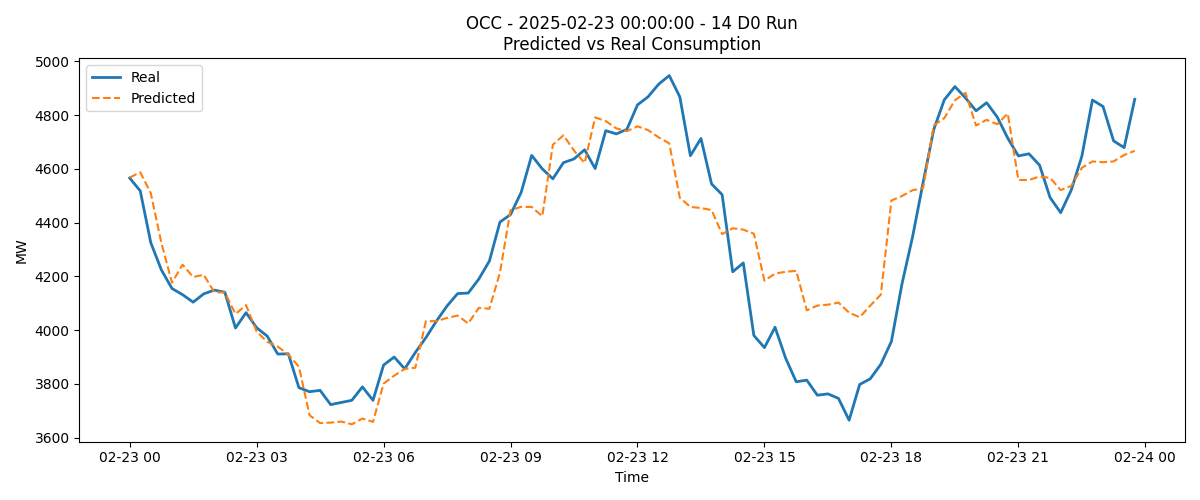 OCC - 2025-02-23 00:00:00 - 14 D0 Run
Predicted vs Real Consumption
Real
Predicted
5000
4800
4600
4400
4200
4000
3800
3600
MW
02-23 00
02-23 03
02-23 06
02-23 09
02-23 12
02-23 15
02-23 18
02-23 21
02-24 00
Time